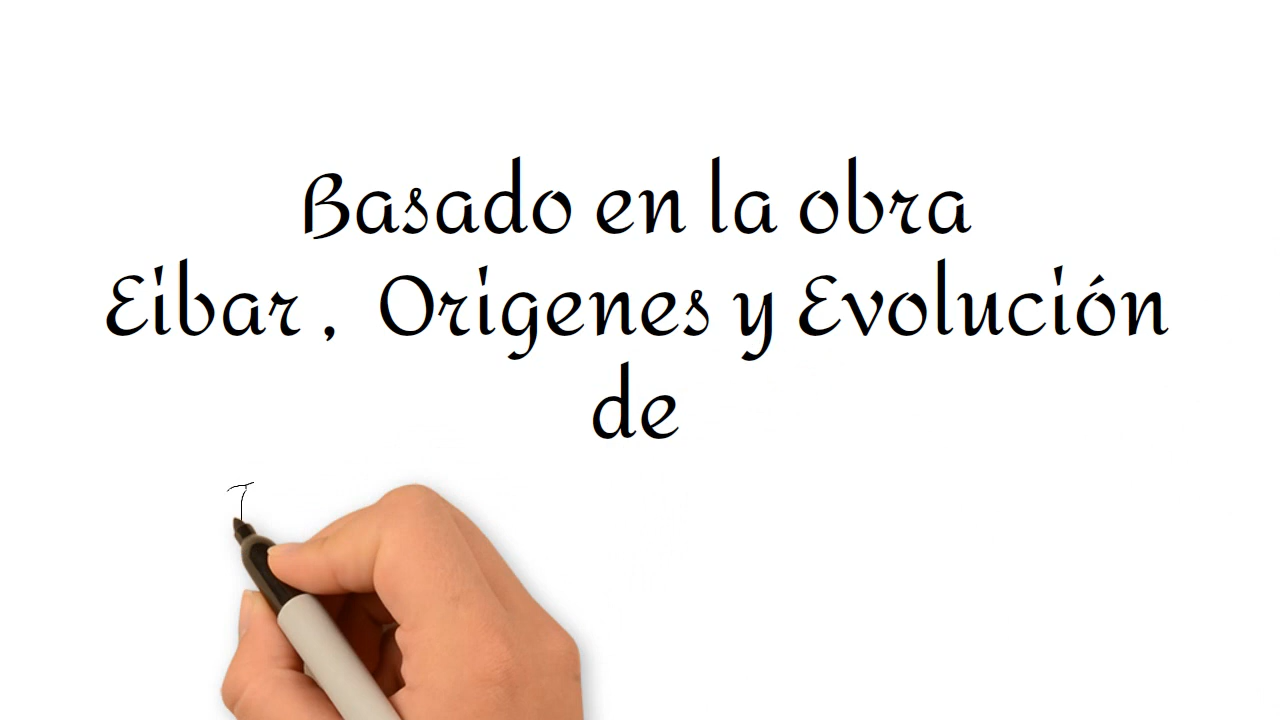 Basado en la obra
Eibar , Origenes y Evolución
de